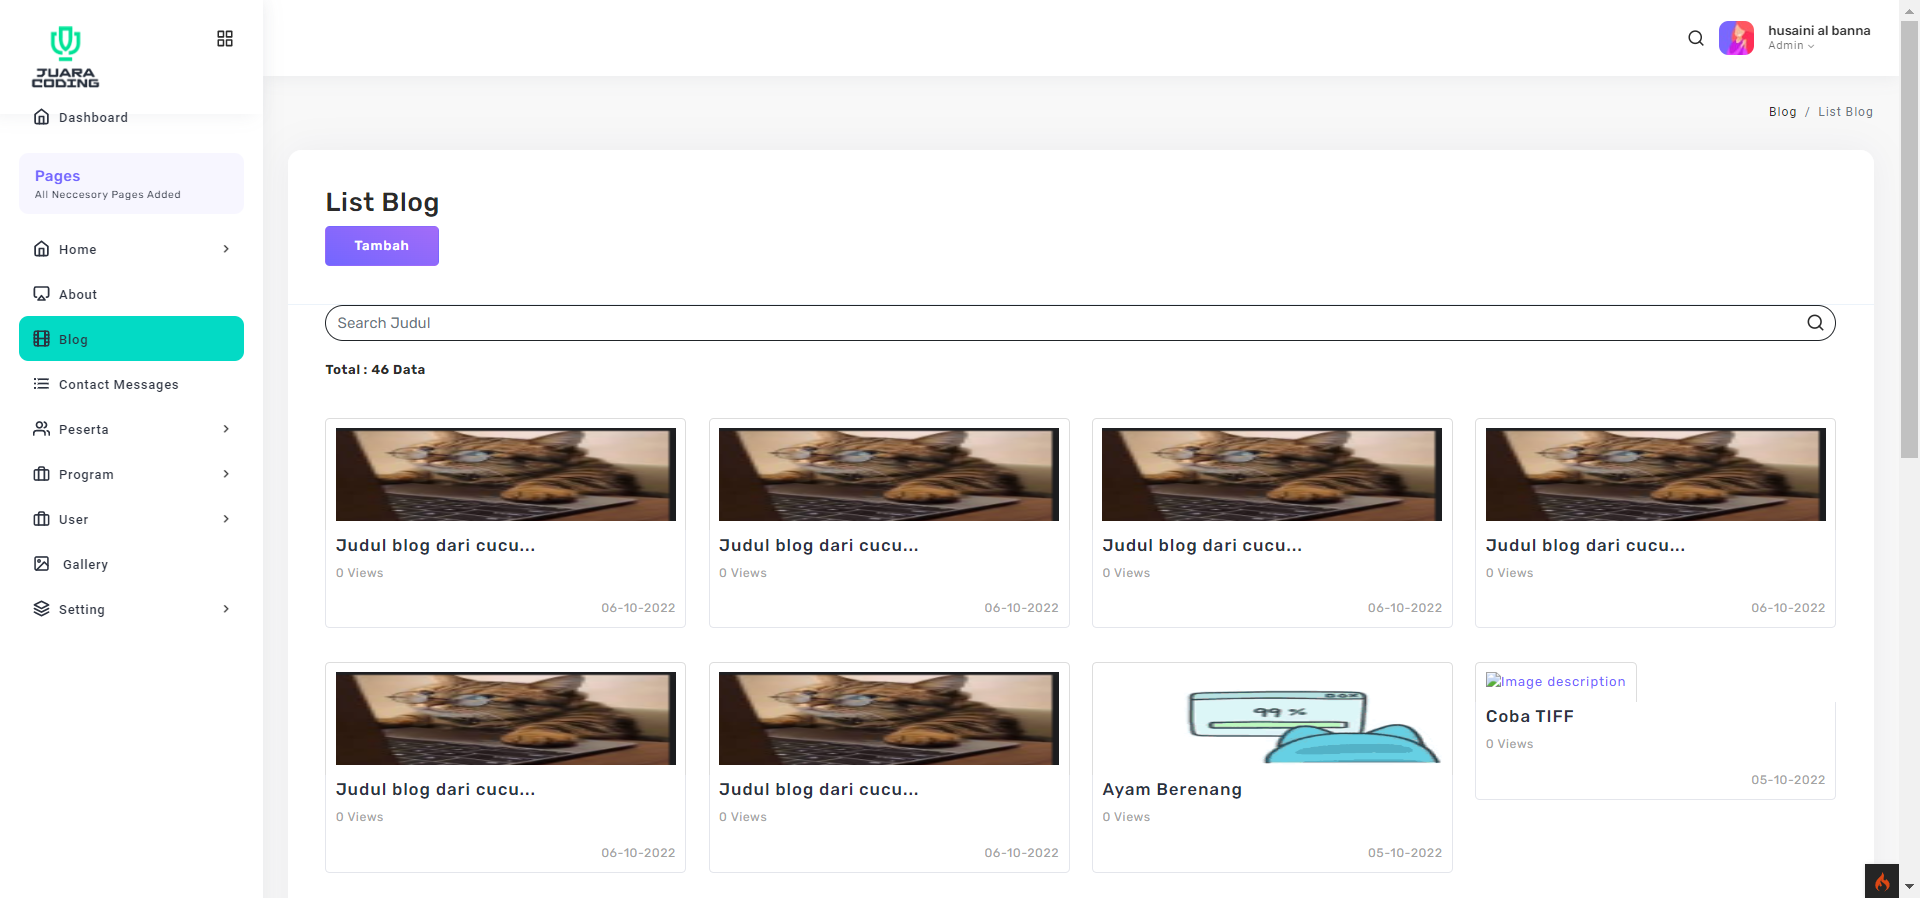 JUARA
CODING
husaini al banna
Admin
Dashboard
Blog / List Blog
Pages
All Neccesory Pages Added
Home
About
Blog
Contact Messages
Peserta
Program
User
Gallery
Setting
List Blog
Tambah
Search Judul
Total : 46 Data
Judul blog dari cucu...
0 Views
06-10-2022
Judul blog dari cucu...
0 Views
06-10-2022
Judul blog dari cucu...
0 Views
06-10-2022
Judul blog dari cucu...
0 Views
06-10-2022
Judul blog dari cucu...
0 Views
06-10-2022
Judul blog dari cucu...
0 Views
06-10-2022
99 %
Ayam Berenang
0 Views
05-10-2022
Image description
Coba TIFF
0 Views
05-10-2022